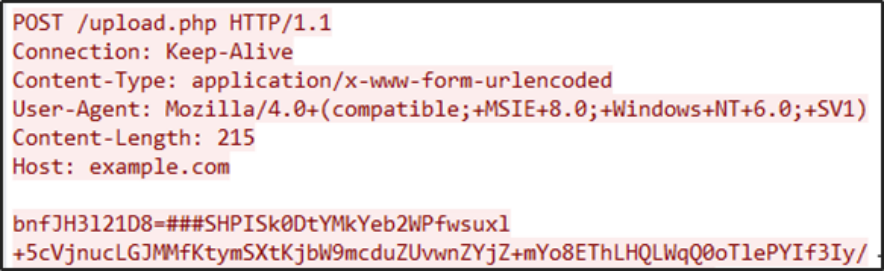 POST /upload.php HTTP/1.1
Connection: Keep-Alive
Content-Type: application/x-www-form-urlencoded
User-Agent: Mozilla/4.0+(compatible;+MSIE+8.0;+Windows+NT+6.0;+SV1)
Content-Length: 215
Host: example.com
bnfJH3l21D8=###SHPISk0DtYMkYeb2WPfwsuxl
+5cVjnucLGJMMfKtymSXtKjbW9mcduZUvwnZYjZ+mYo8EThLHQLWqQ0oTlePYIf3Iy/